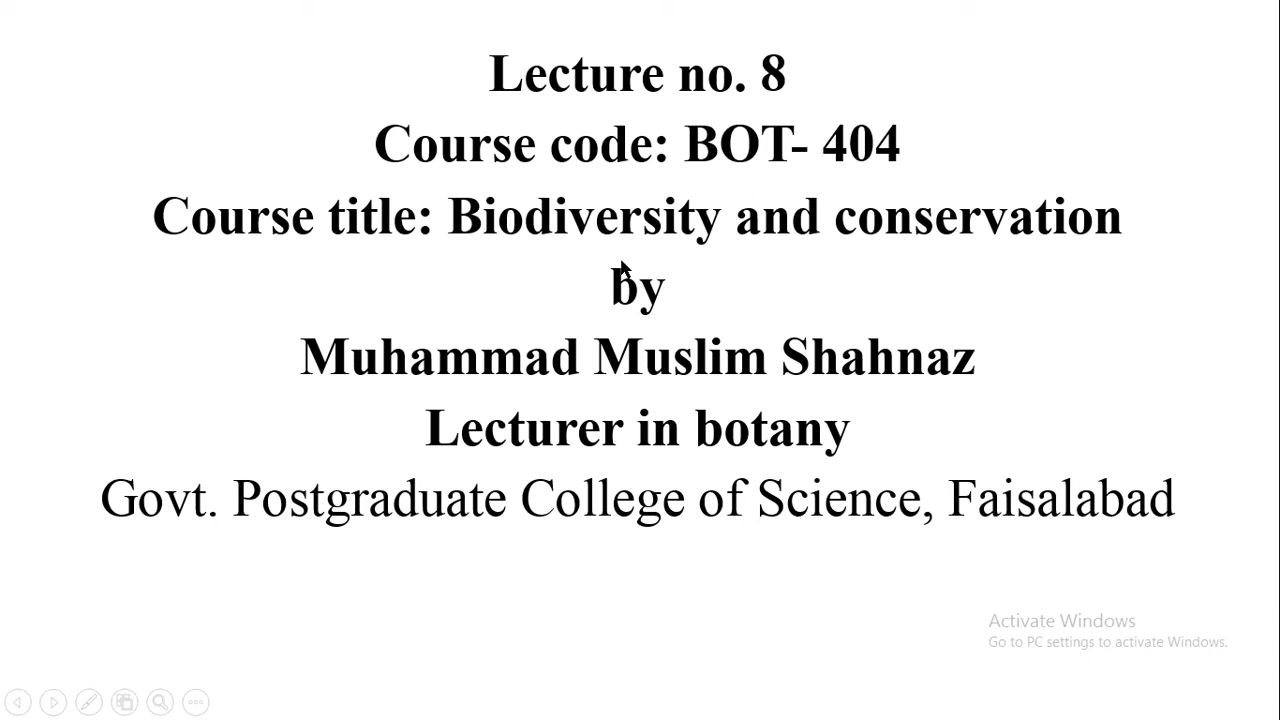 Lecture no. 8
Course code: BOT- 404
Course title: Biodiversity and conservation
by
Muhammad Muslim Shahnaz
Lecturer in botany
Govt. Postgraduate College of Science, Faisalabad
Activate Windows
Go to PC settings to activate Windows.